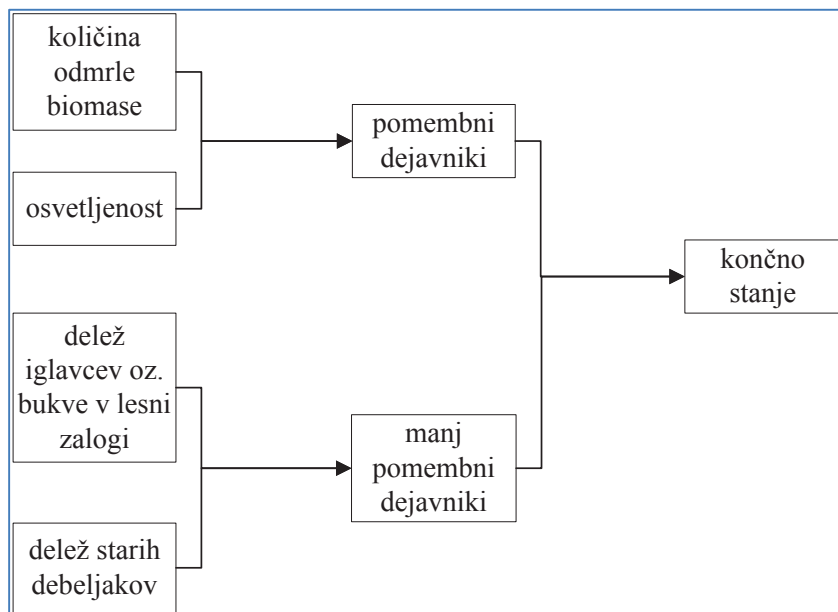 količina
odmrle
biomase
osvetljenost
delež
iglavcev oz.
bukve v lesni
zalogi
delež starih
debeljakov
pomembni
dejavniki
manj
pomembni
dejavniki
končno
stanje